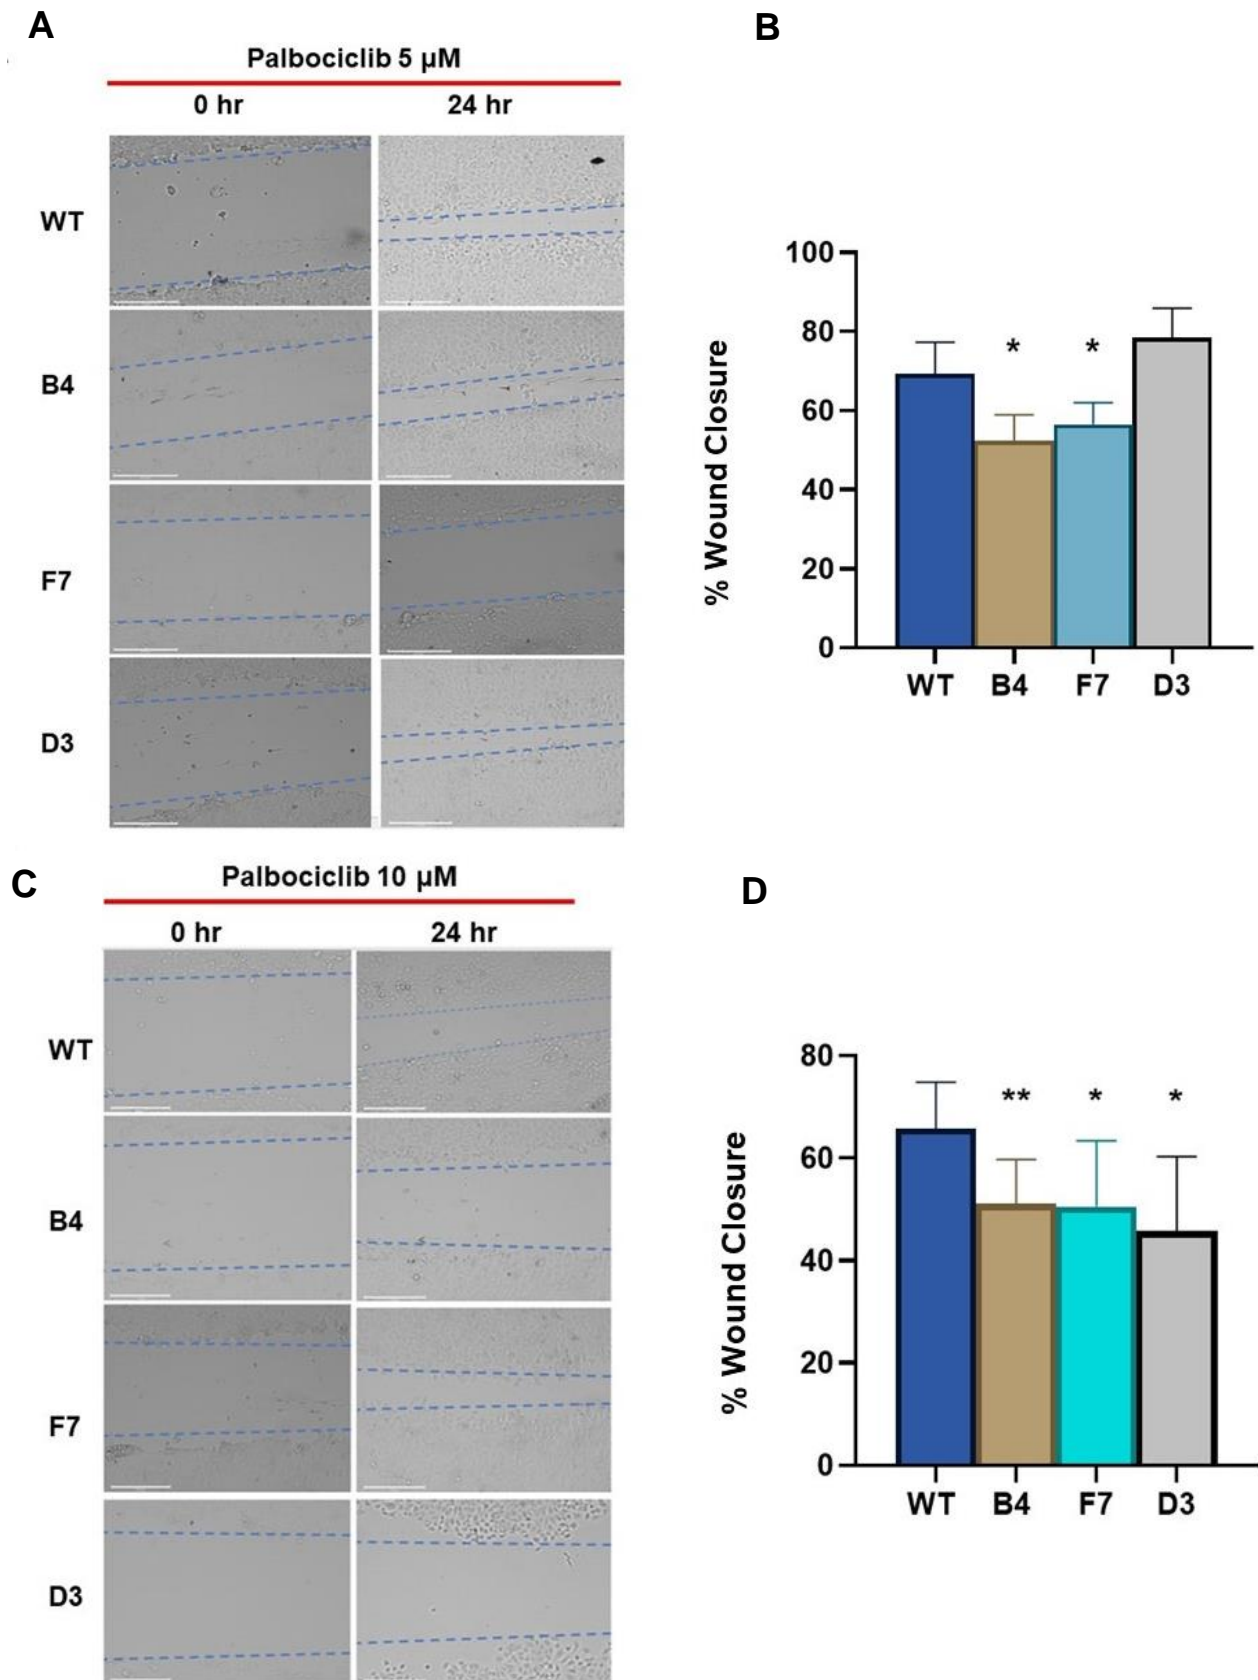 A
Palbociclib 5 µM
0 hr 24 hr
WT
B4
F7
D3
B
% Wound Closure
100
80
60
40
20
0
* *
WT B4 F7 D3
C
Palbociclib 10 µM
0 hr 24 hr
WT
B4
F7
D3
D
% Wound Closure
80
60
40
20
0
** * *
WT B4 F7 D3